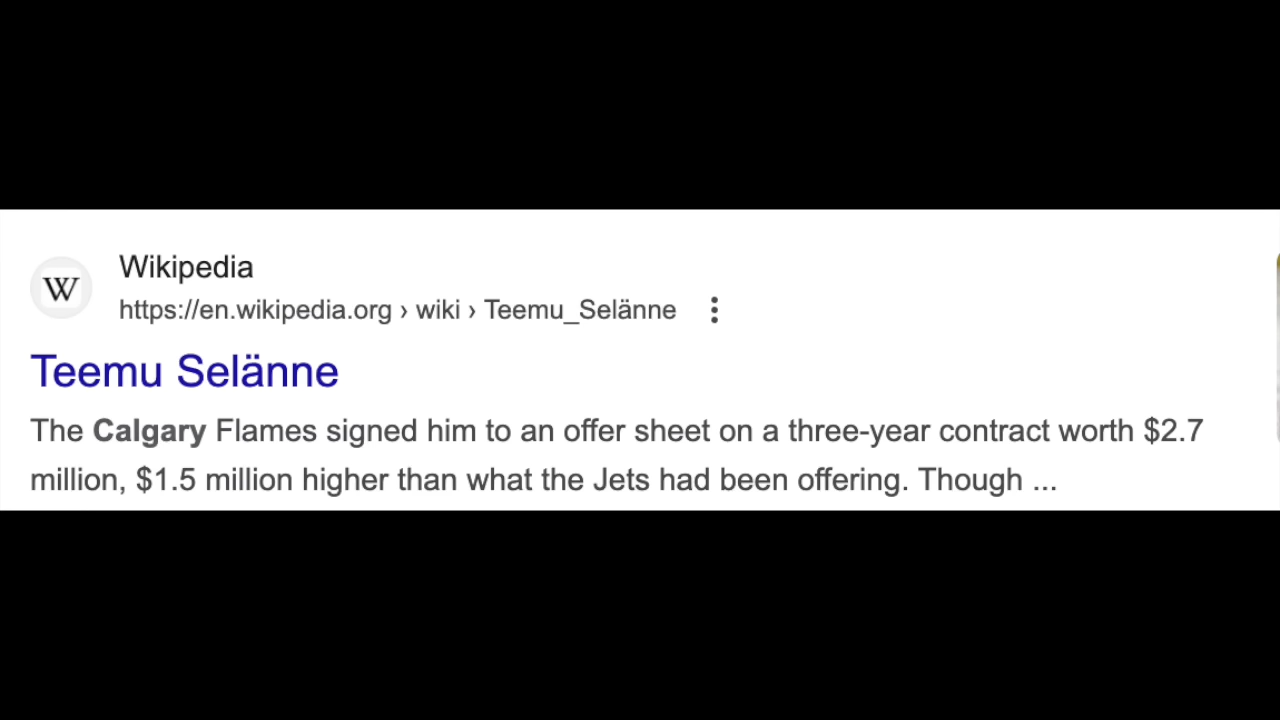 W
Wikipedia
https://en.wikipedia.org › wiki › Teemu_Selänne
Teemu Selänne
The Calgary Flames signed him to an offer sheet on a three-year contract worth $2.7
million, $1.5 million higher than what the Jets had been offering. Though ...